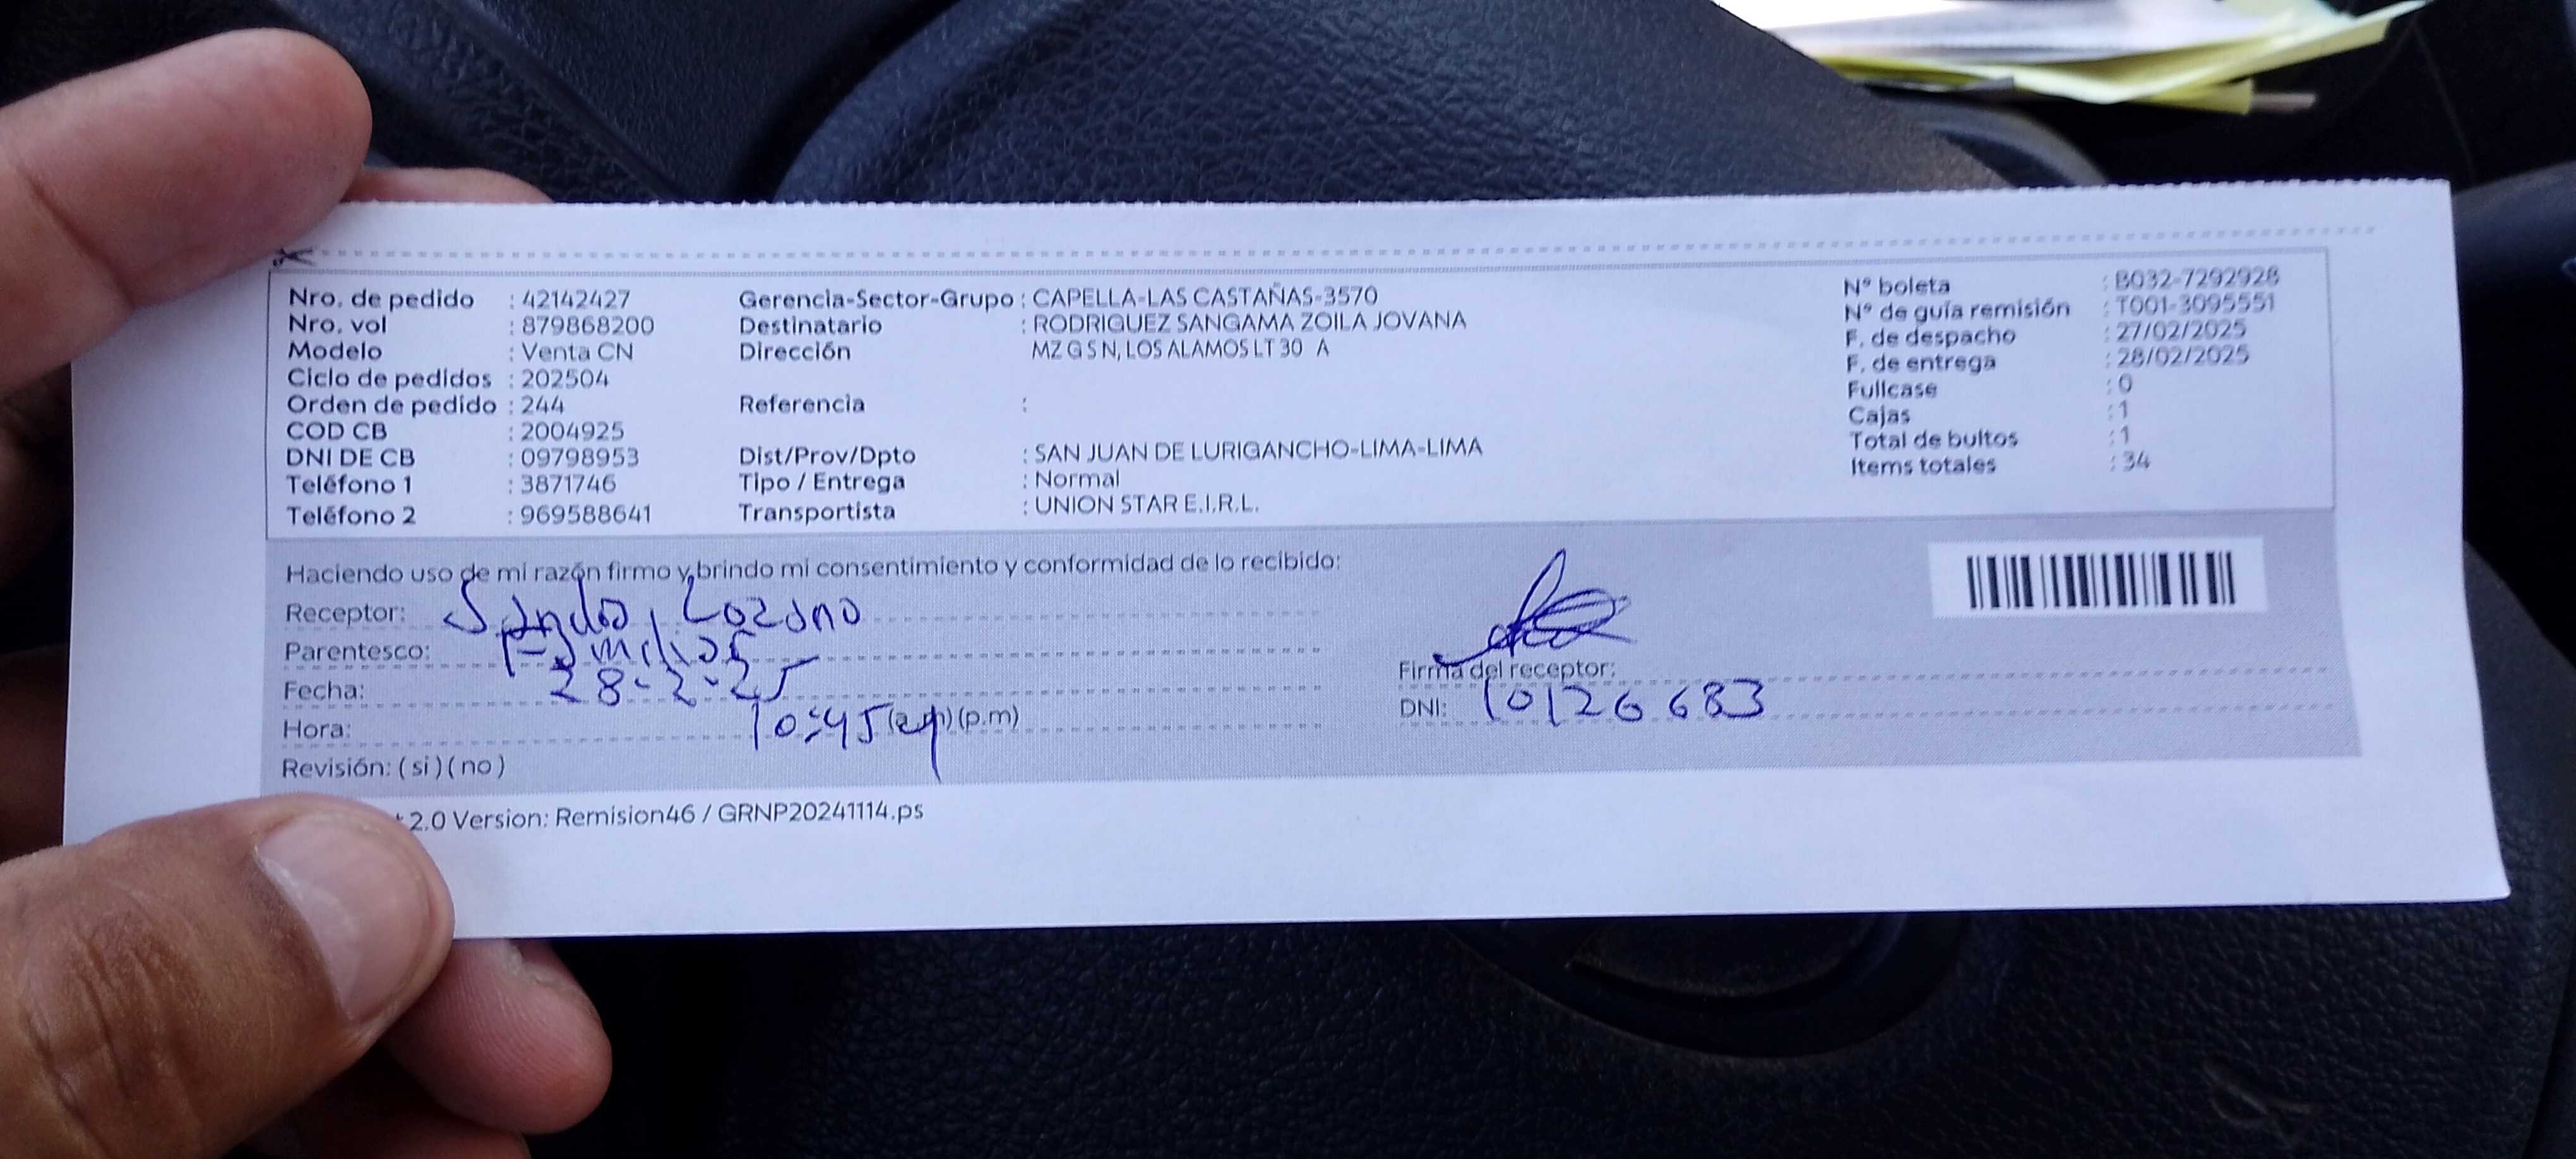 Nro. de pedido : 42142427 Gerencia-Sector-Grupo : CAPELLA-LAS CASTAÑAS-3570 N° boleta : B032-7292928
Nro. vol : 879868200 Destinatario : RODRIGUEZ SANGAMA ZOILA JOVANA N° de guía remisión : T001-3095551
Modelo : Venta CN Dirección MZ G S N, LOS ALAMOS LT 30 A F. de despacho : 27/02/2025
Ciclo de pedidos : 202504 F. de entrega : 28/02/2025
Orden de pedido : 244 Referencia : Fullcase : 0
COD CB : 2004925 Cajas : 1
DNI DE CB : 09798953 Dist/Prov/Dpto : SAN JUAN DE LURIGANCHO-LIMA-LIMA Total de bultos : 1
Teléfono 1 : 3871746 Tipo / Entrega : Normal Items totales : 34
Teléfono 2 : 969588641 Transportista : UNION STAR E.I.R.L.
Haciendo uso de mi razón firmo y brindo mi consentimiento y conformidad de lo recibido:
Receptor: Lozano
Parentesco: Familiar
Fecha: 28-2-25
Firma del receptor:
Hora: 10:45 (a.m) (p.m)
DNI: 10126683
Revisión: ( si ) ( no )
2.0 Version: Remision46 / GRNP20241114.ps